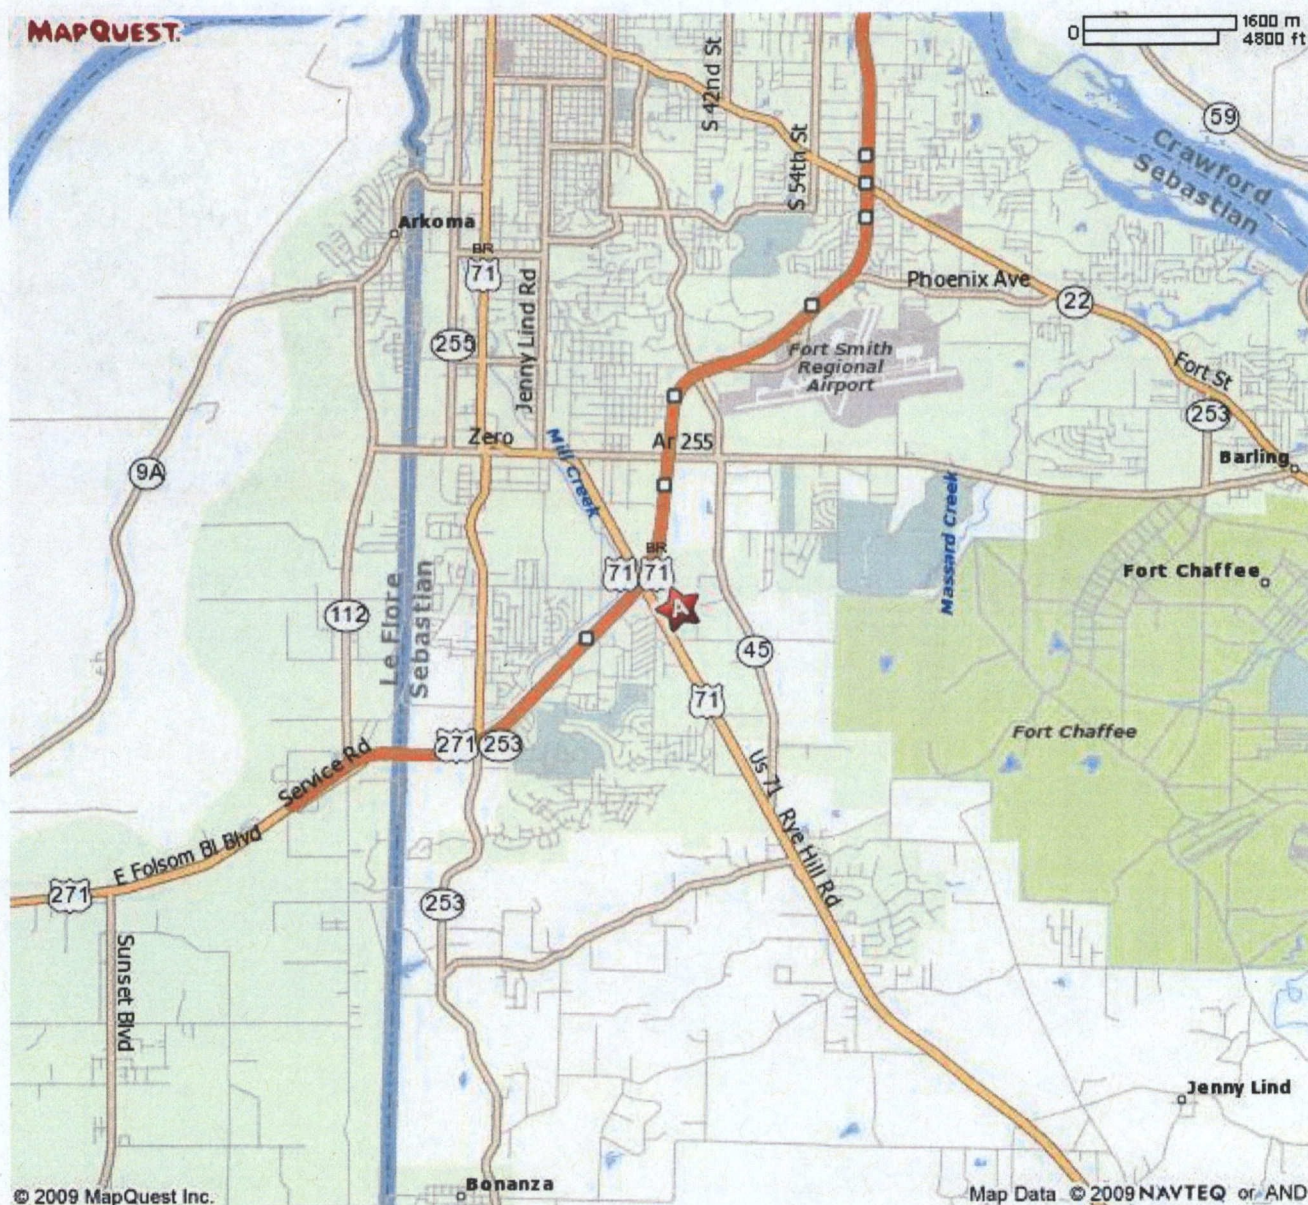 MAPQUEST.
0
1600 m
4800 ft
S 42nd St
S 54th St
59
Crawford
Sebastian
Arkoma
BR
71
Phoenix Ave
22
255
Jenny Lind Rd
Fort Smith
Regional
Airport
Fort St
253
Zero
Mill Creek
Ar 255
Barling
9A
Massard Creek
BR
71
71
Fort Chaffee
112
Le Flore
Sebastian
A
45
71
Fort Chaffee
271
253
Service Rd
Us 71
Rye Hill Rd
E Folsom Bl Blvd
271
253
Sunset Blvd
Jenny Lind
Bonanza
© 2009 MapQuest Inc.
Map Data © 2009 NAVTEQ or AND